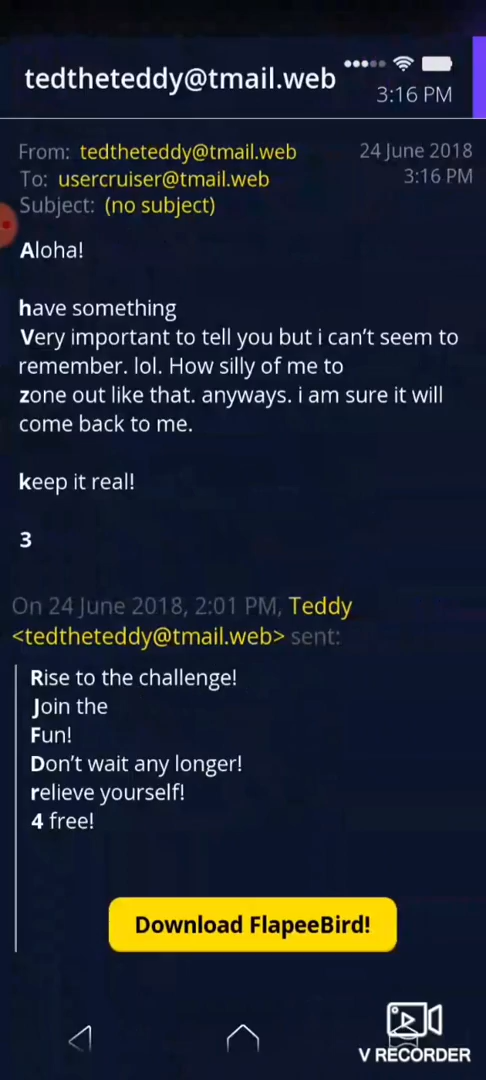 tedtheteddy@tmail.web
3:16 PM
From: tedtheteddy@tmail.web
24 June 2018
To: usercruiser@tmail.web
3:16 PM
Subject: (no subject)
Aloha!
have something
Very important to tell you but i can't seem to
remember. lol. How silly of me to
zone out like that. anyways. i am sure it will
come back to me.
keep it real!
3
On 24 June 2018, 2:01 PM, Teddy
<tedtheteddy@tmail.web> sent:
Rise to the challenge!
Join the
Fun!
Don't wait any longer!
relieve yourself!
4 free!
Download FlapeeBird!
V RECORDER